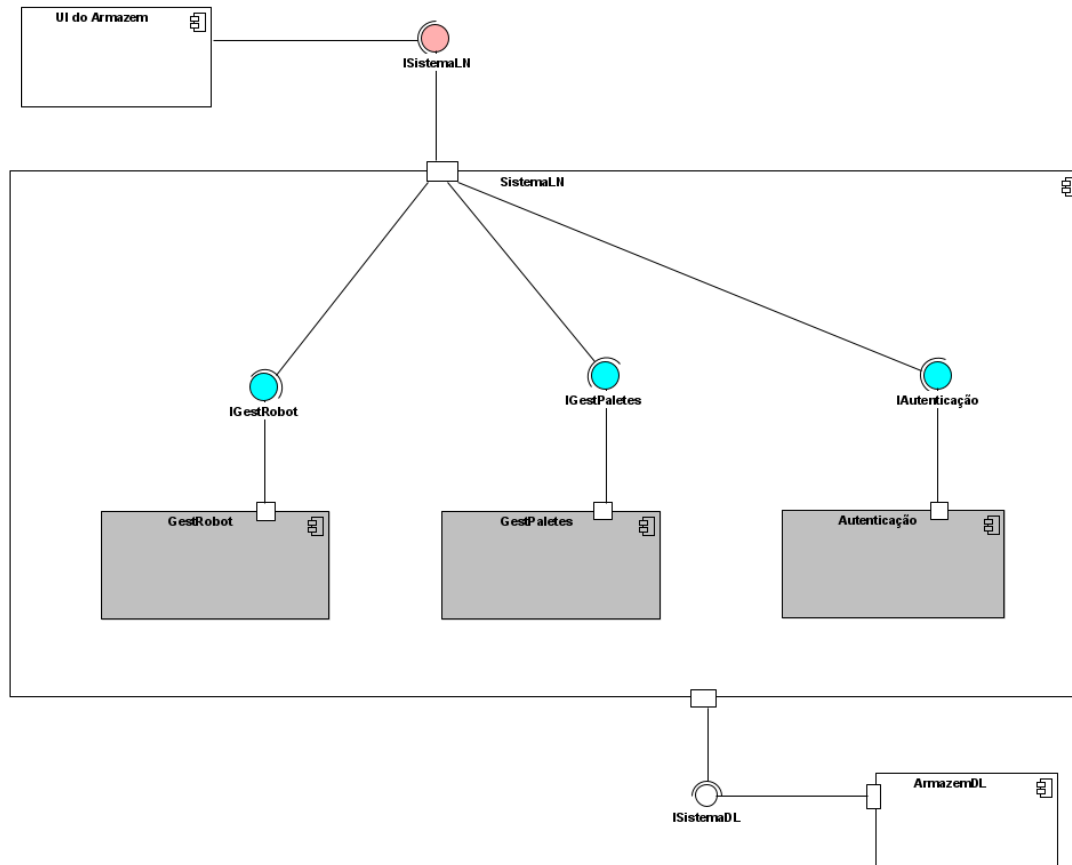 UI do Armazem
ISistemaLN
SistemaLN
IGestRobot
IGestPaletes
IAutenticação
GestRobot
GestPaletes
Autenticação
ArmazemDL
ISistemaDL